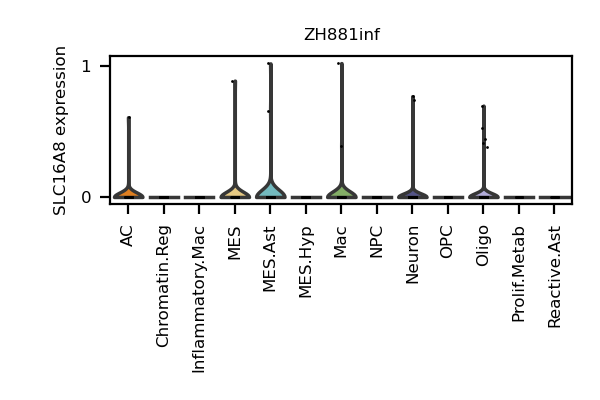 ZH881inf
SLC16A8 expression
1
0
AC
Chromatin.Reg
Inflammatory.Mac
MES
MES.Ast
MES.Hyp
Mac
NPC
Neuron
OPC
Oligo
Prolif.Metab
Reactive.Ast